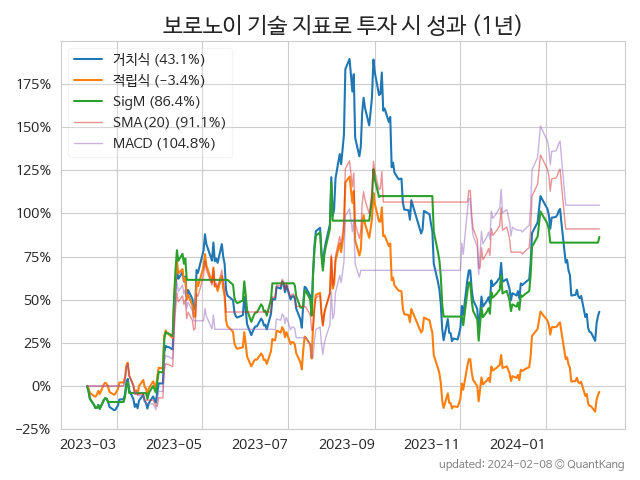 보로노이 기술 지표로 투자 시 성과 (1년)
거치식 (43.1%)
적립식 (−3.4%)
SigM (86.4%)
SMA(20) (91.1%)
MACD (104.8%)
175%
150%
125%
100%
75%
50%
25%
0%
−25%
2023-03 2023-05 2023-07 2023-09 2023-11 2024-01
updated: 2024-02-08 ⓒ QuantKang